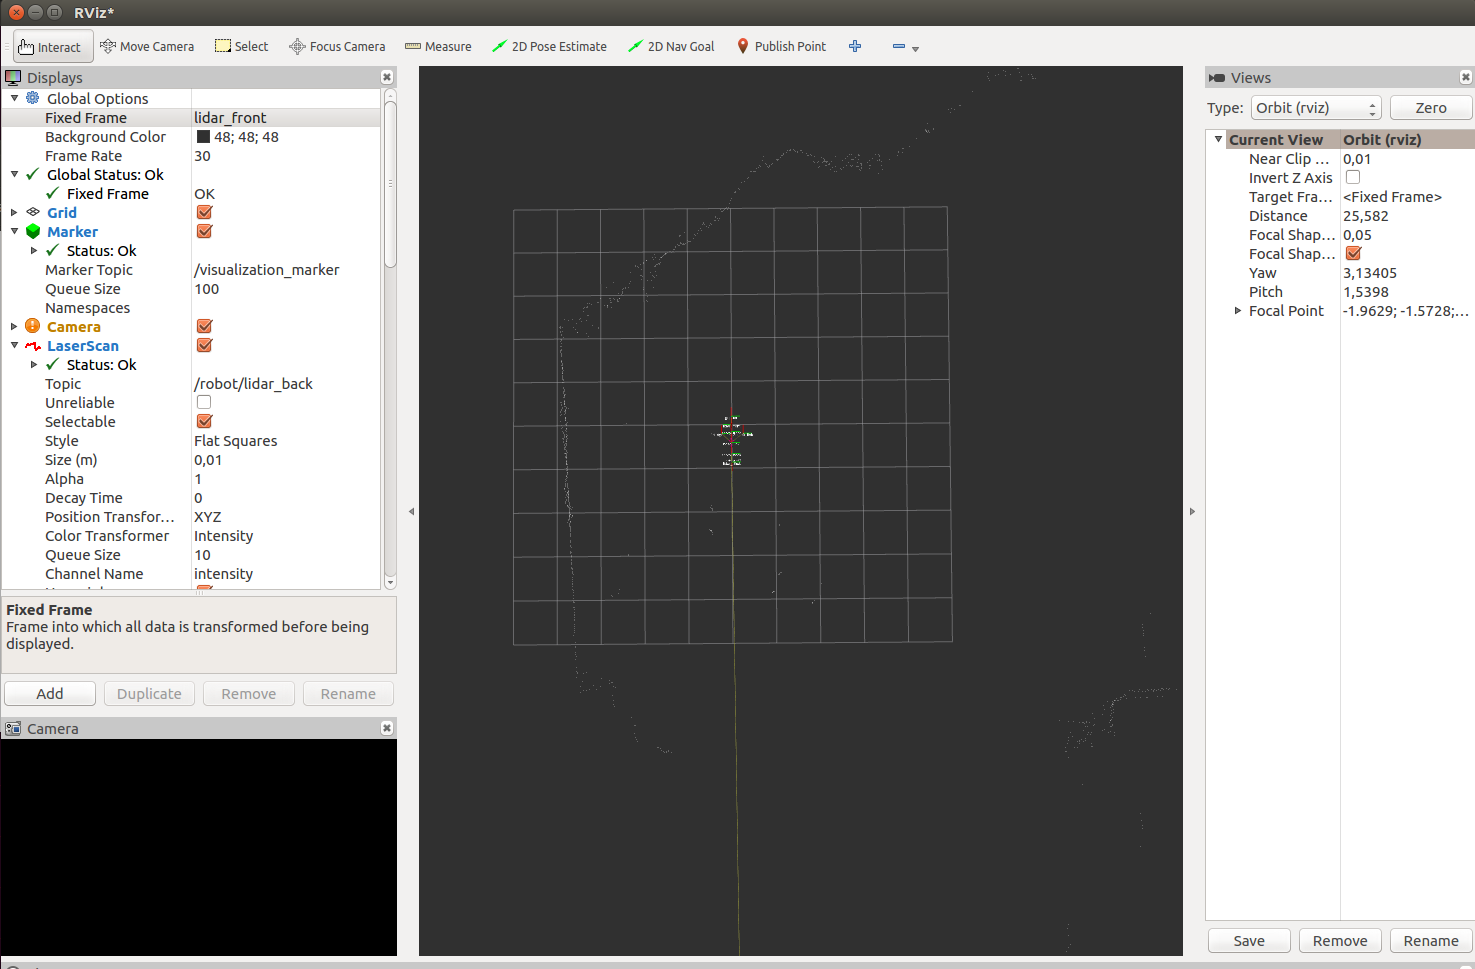 RViz*
Interact Move Camera Select Focus Camera Measure 2D Pose Estimate 2D Nav Goal Publish Point
Displays
Global Options
Fixed Frame lidar_front
Background Color 48; 48; 48
Frame Rate 30
Global Status: Ok
Fixed Frame OK
Grid
Marker
Status: Ok
Marker Topic /visualization_marker
Queue Size 100
Namespaces
Camera
LaserScan
Status: Ok
Topic /robot/lidar_back
Unreliable
Selectable
Style Flat Squares
Size (m) 0,01
Alpha 1
Decay Time 0
Position Transfor...  XYZ
Color Transformer Intensity
Queue Size 10
Channel Name intensity
Fixed Frame
Frame into which all data is transformed before being
displayed.
Add Duplicate Remove Rename
Camera
Views
Type: Orbit (rviz) Zero
Current View Orbit (rviz)
Near Clip ... 0,01
Invert Z Axis
Target Fra... <Fixed Frame>
Distance 25,582
Focal Shap... 0,05
Focal Shap...
Yaw 3,13405
Pitch 1,5398
Focal Point -1.9629; -1.5728;...
Save Remove Rename